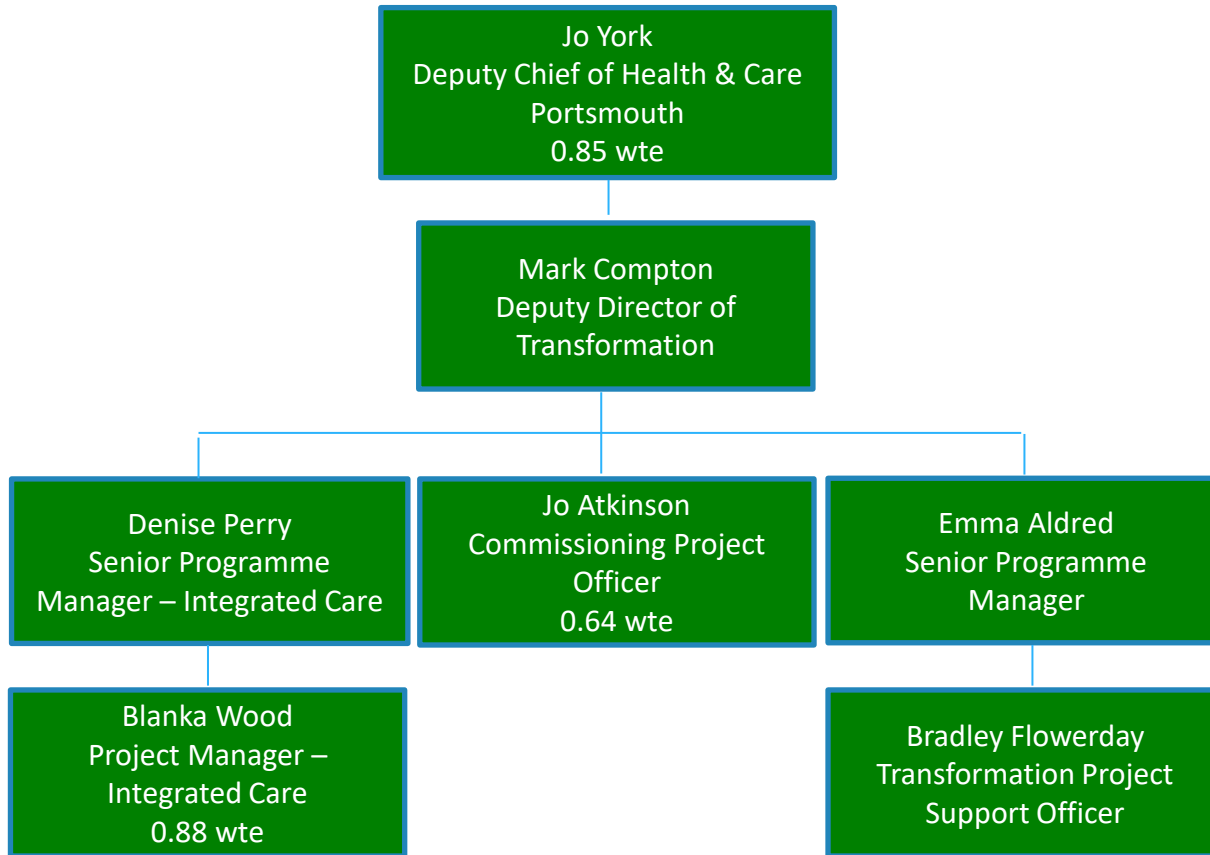 Jo York
Deputy Chief of Health & Care
Portsmouth
0.85 wte
Mark Compton
Deputy Director of
Transformation
Denise Perry
Senior Programme
Manager – Integrated Care
Jo Atkinson
Commissioning Project
Officer
0.64 wte
Emma Aldred
Senior Programme
Manager
Blanka Wood
Project Manager –
Integrated Care
0.88 wte
Bradley Flowerday
Transformation Project
Support Officer